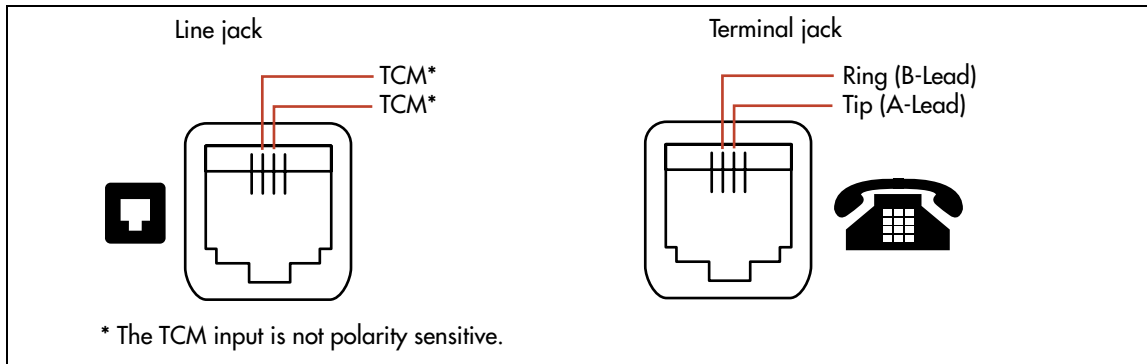 Line jack
TCM*
TCM*
Terminal jack
Ring (B-Lead)
Tip (A-Lead)
* The TCM input is not polarity sensitive.